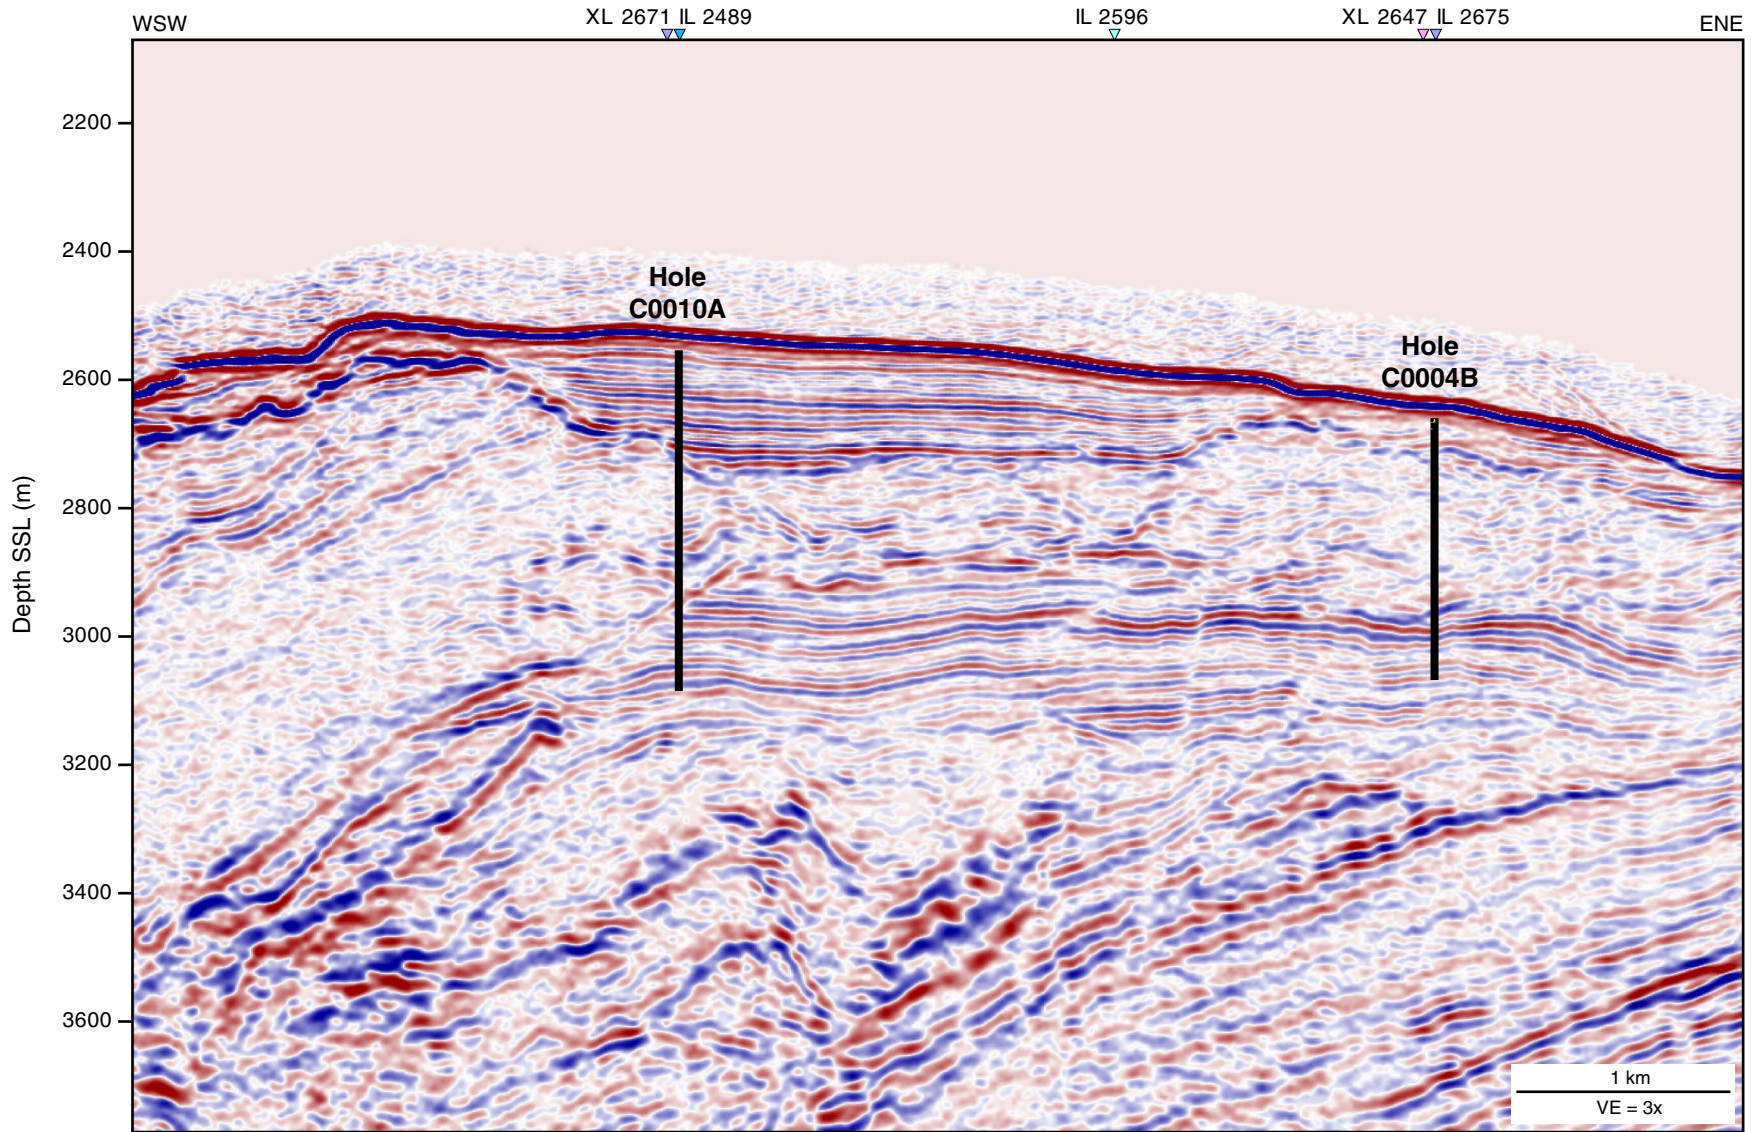 XL 2671 IL 2489 IL 2596 XL 2647 IL 2675
WSW ENE
2200
2400
Hole
C0010A
Hole
C0004B
2600
2800
Depth SSL (m)
3000
3200
3400
3600
1 km
VE = 3x